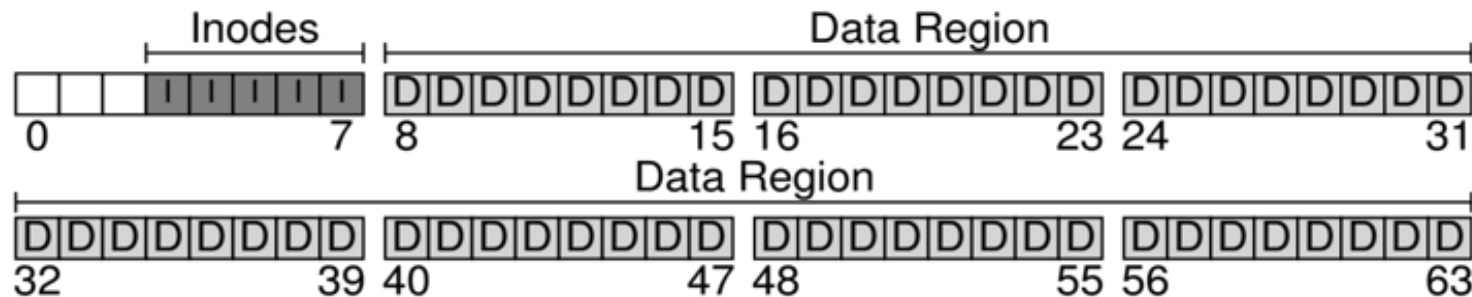 Inodes Data Region
I I I I I D D D D D D D D D D D D D D D D D D D D D D D D
0 7 8 15 16 23 24 31
Data Region
D D D D D D D D D D D D D D D D D D D D D D D D D D D D D D D D
32 39 40 47 48 55 56 63